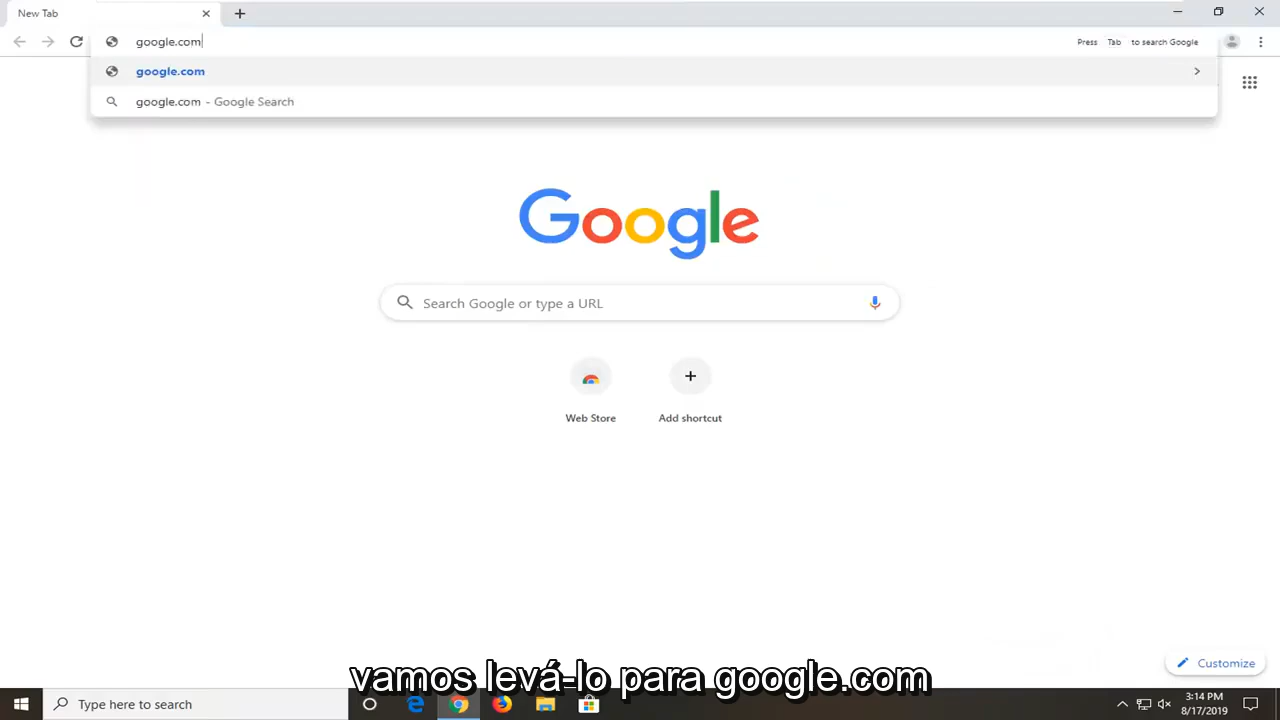 New Tab
google.com
Press Tab to search Google
google.com
google.com - Google Search
Google
Search Google or type a URL
Web Store
Add shortcut
Customize
vamos levá-lo para google.com
Type here to search
3:14 PM
8/17/2019